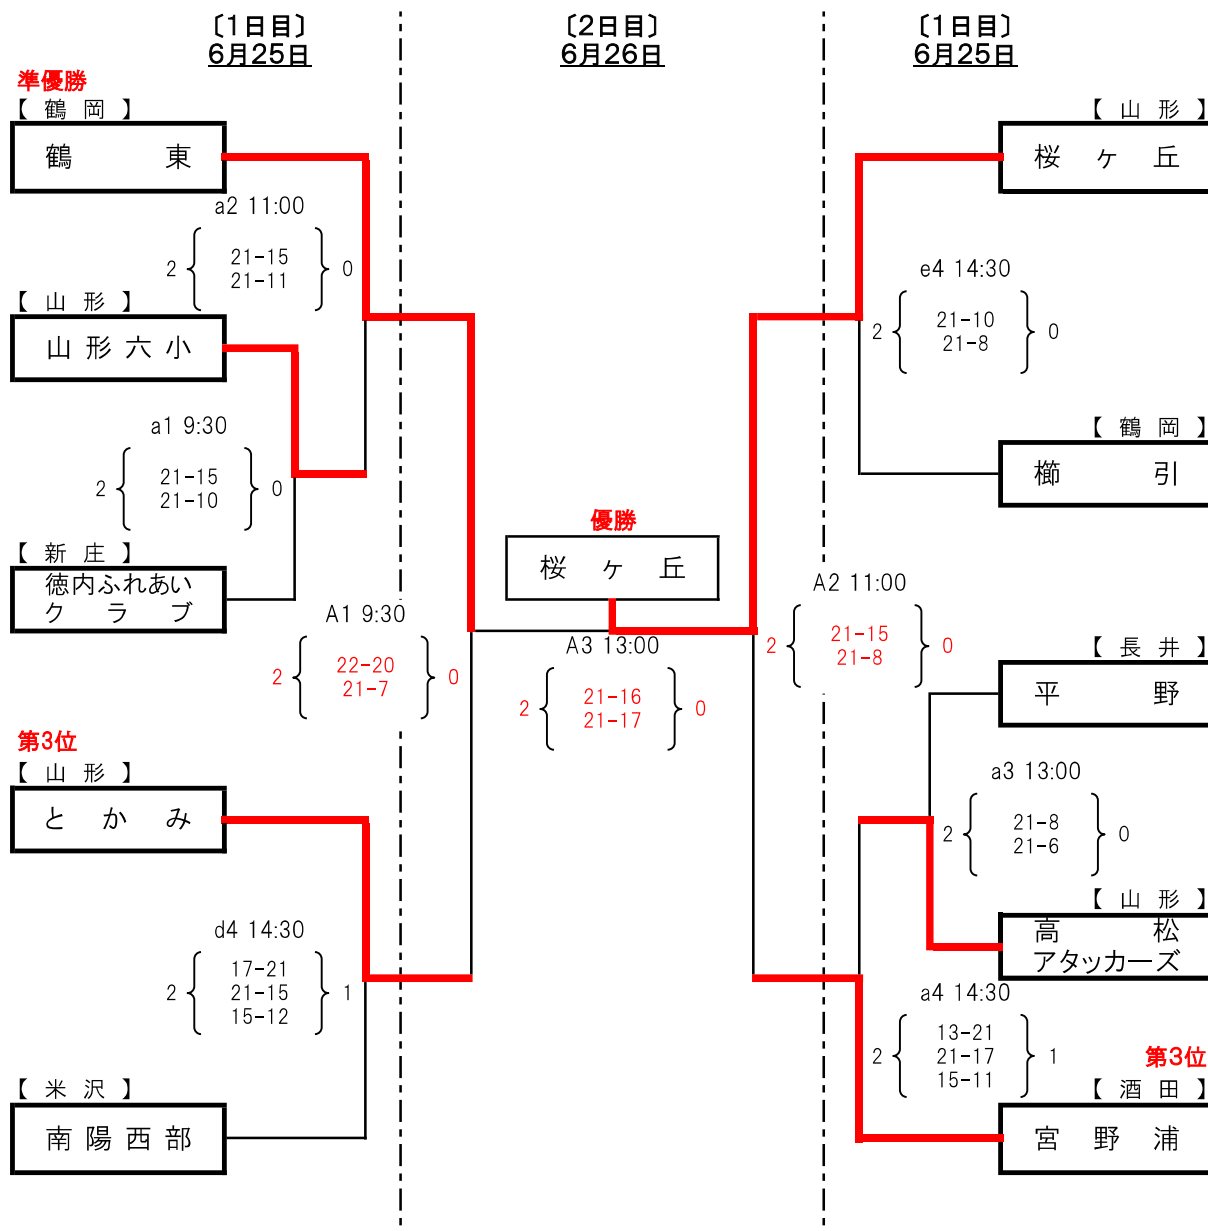 〔1日目〕
6月25日
〔2日目〕
6月26日
〔1日目〕
6月25日
準優勝
【 鶴 岡 】
鶴 東
a2 11:00
2 21-15 0
21-11
【 山 形 】
山形六小
a1 9:30
2 21-15 0
21-10
【 新 庄 】
徳内ふれあい
クラブ
A1 9:30
2 22-20 0
21-7
第3位
【 山 形 】
とかみ
d4 14:30
17-21
2 21-15 1
15-12
【 米 沢 】
南陽西部
優勝
桜ヶ丘
A3 13:00
2 21-16 0
21-17
【 山 形 】
桜ヶ丘
e4 14:30
2 21-10 0
21-8
【 鶴 岡 】
櫛 引
A2 11:00
2 21-15 0
21-8
【 長 井 】
平 野
a3 13:00
2 21-8 0
21-6
【 山 形 】
高 松
アタッカーズ
a4 14:30
13-21
2 21-17 1
15-11
第3位
【 酒 田 】
宮野浦